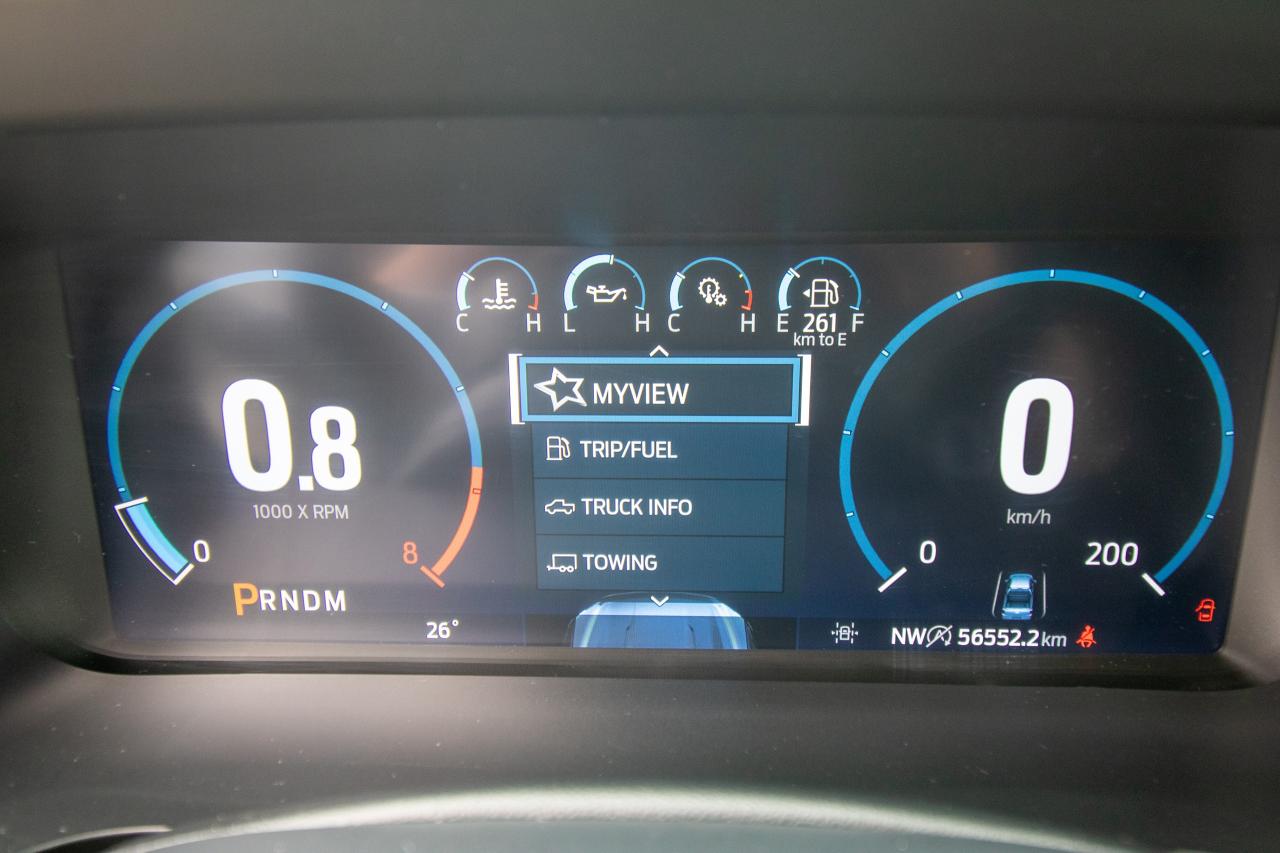 C H
L H
C H
E 261 F
km to E
MYVIEW
TRIP/FUEL
TRUCK INFO
TOWING
0.8
1000 X RPM
0
8
PRNDM
26°
0
km/h
0
200
NW 56552.2 km